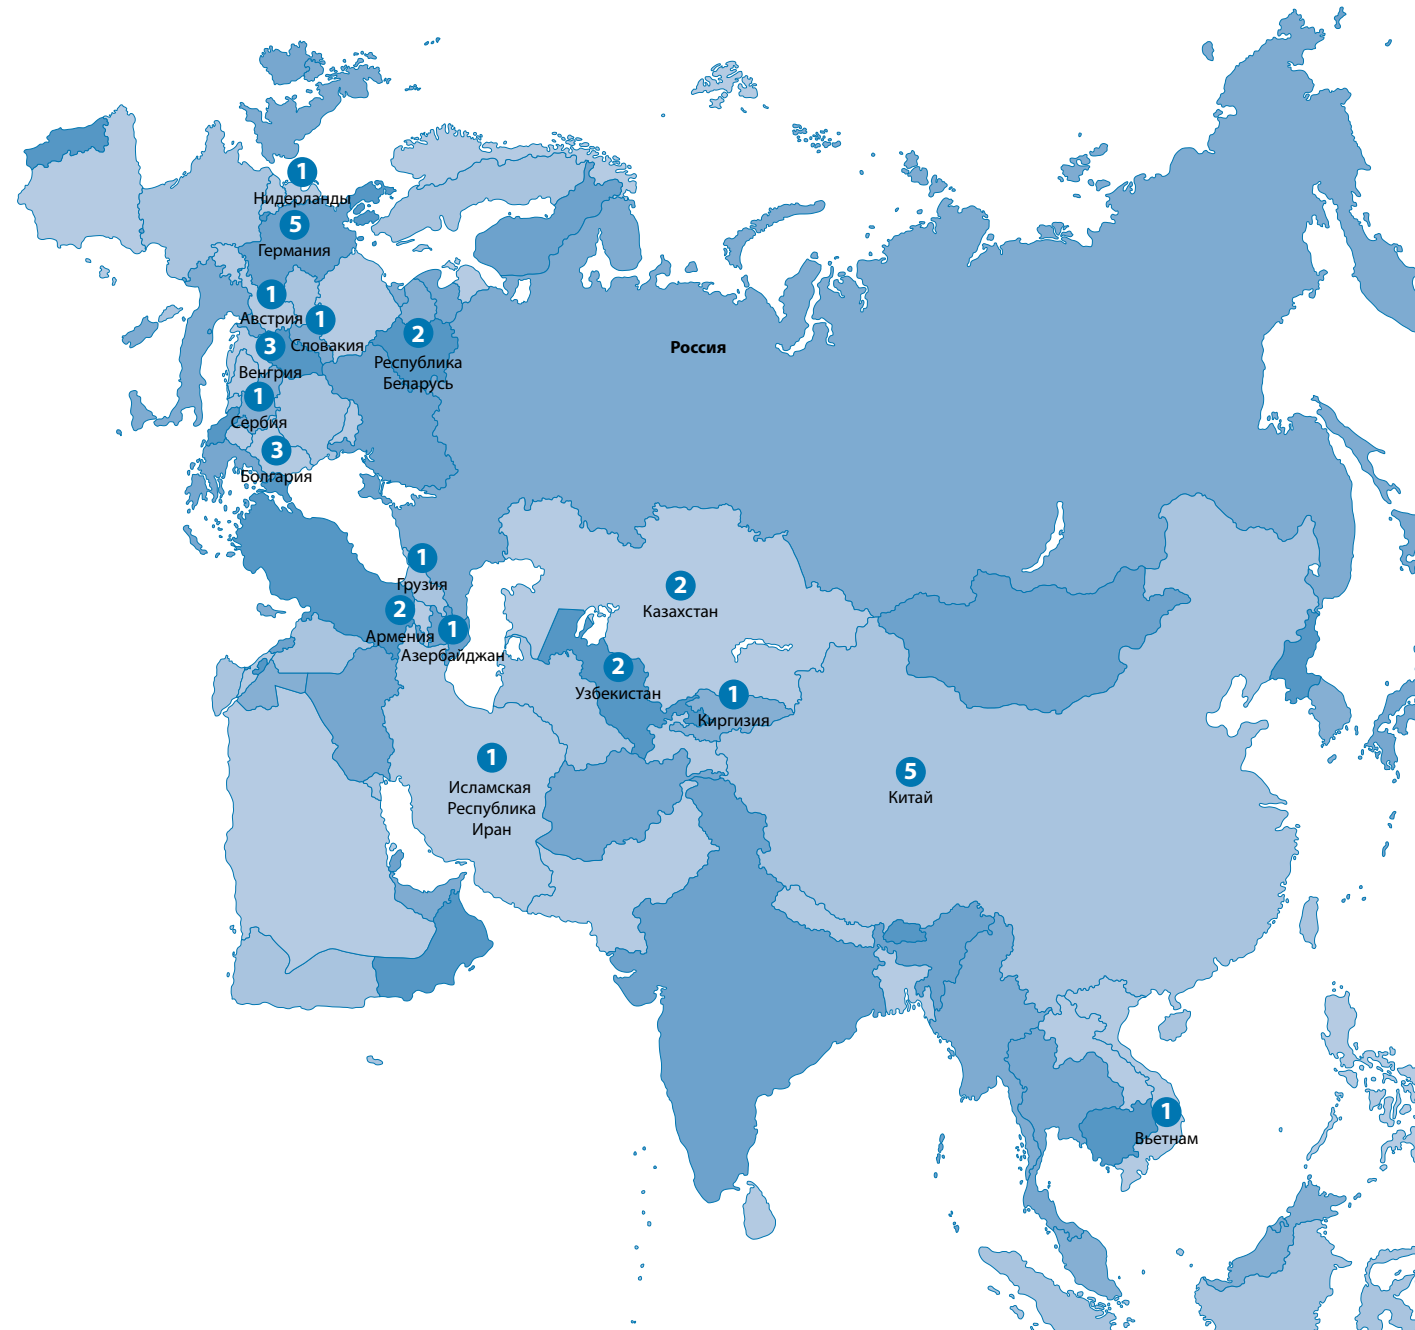 1
Нидерланды
5
Германия
1
Австрия
1
Словакия
3
Венгрия
1
Сербия
3
Болгария
2
Республика
Беларусь
Россия
1
Грузия
2
Армения
1
Азербайджан
2
Казахстан
2
Узбекистан
1
Киргизия
1
Исламская
Республика
Иран
5
Китай
1
Вьетнам